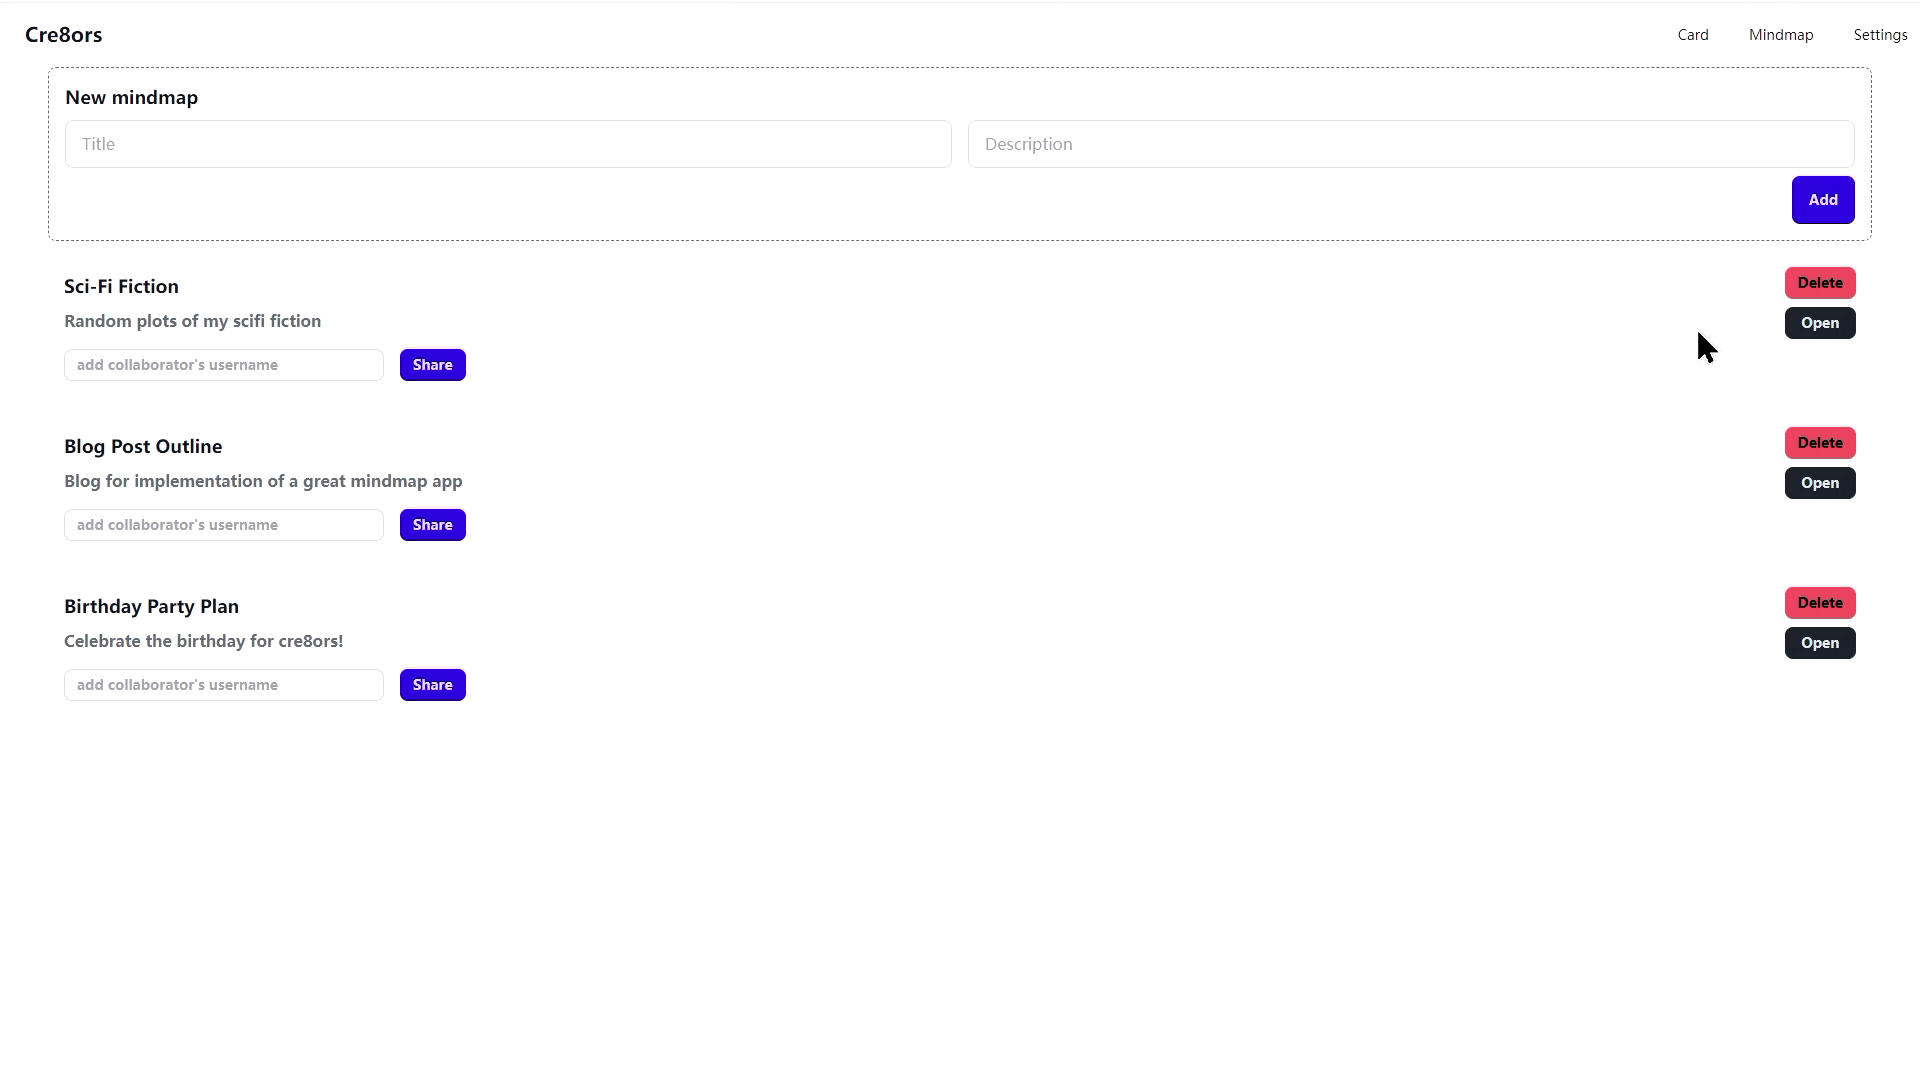 Cre8ors
Card Mindmap Settings
New mindmap
Title Description
Add
Sci-Fi Fiction
Delete
Random plots of my scifi fiction
Open
add collaborator's username Share
Blog Post Outline
Delete
Blog for implementation of a great mindmap app
Open
add collaborator's username Share
Birthday Party Plan
Delete
Celebrate the birthday for cre8ors!
Open
add collaborator's username Share